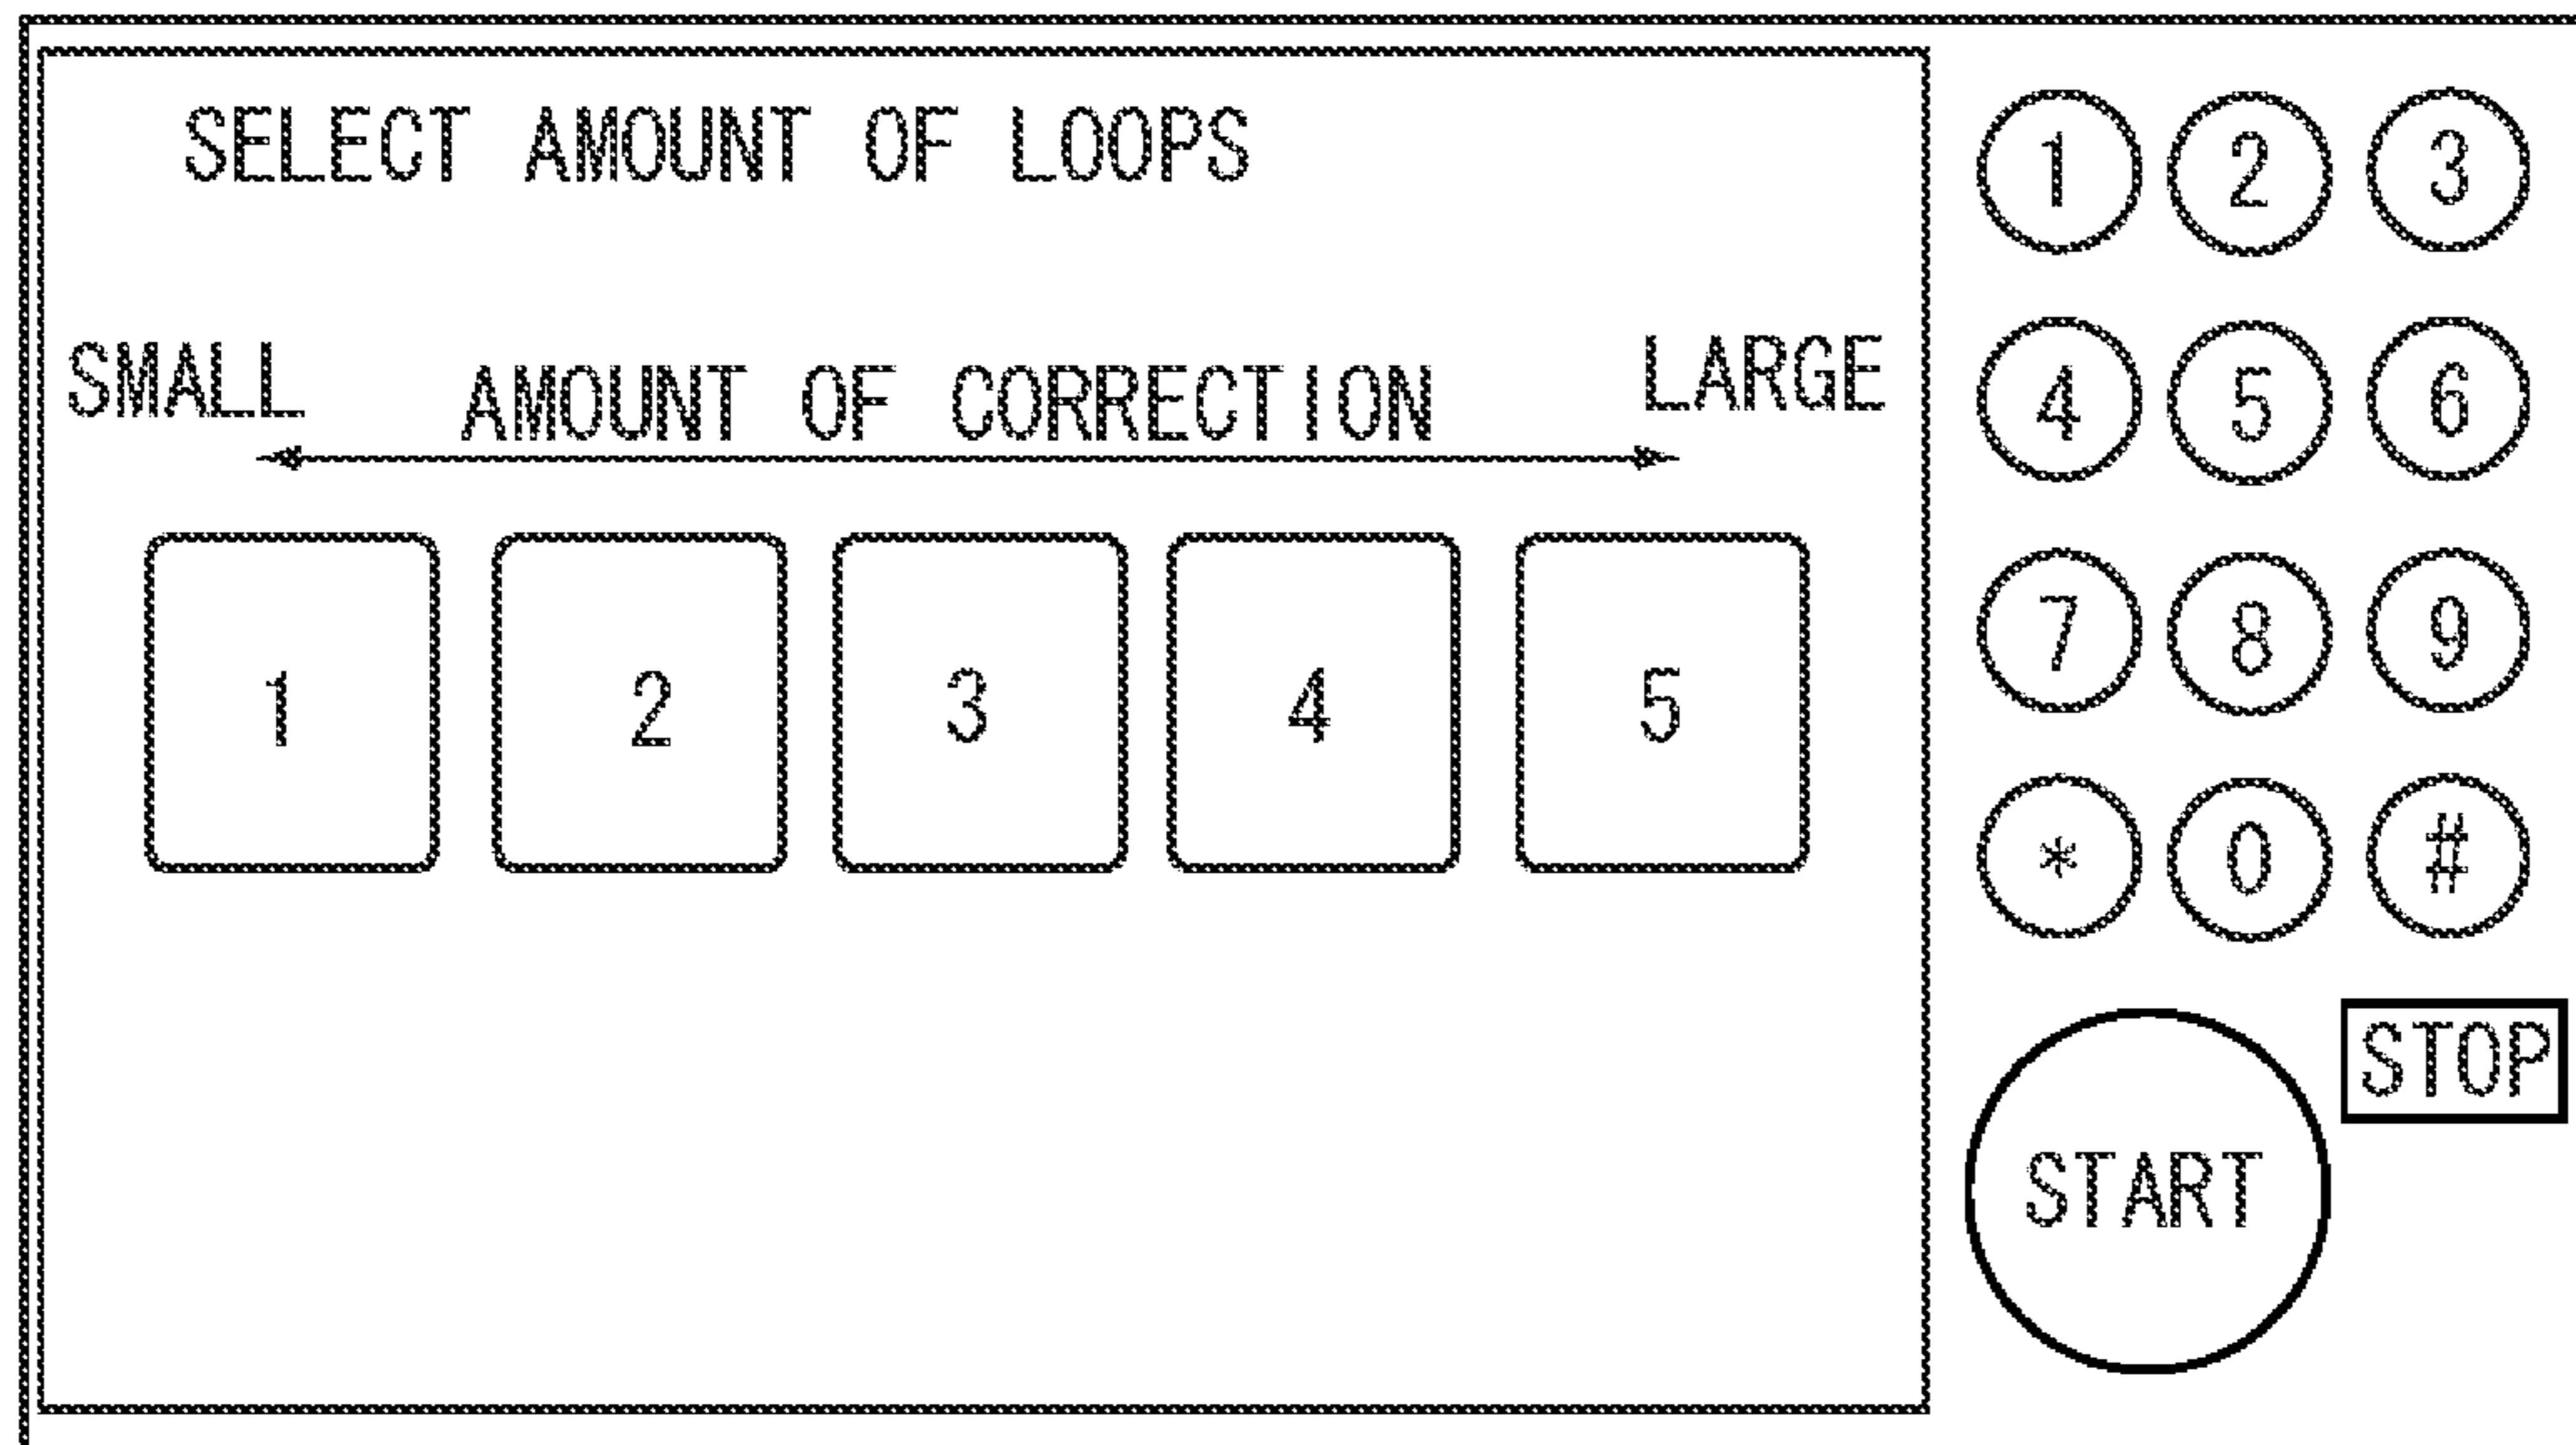 SELECT AMOUNT OF LOOPS
SMALL AMOUNT OF CORRECTION LARGE
1 2 3 4 5
1 2 3
4 5 6
7 8 9
* 0 #
STOP
START